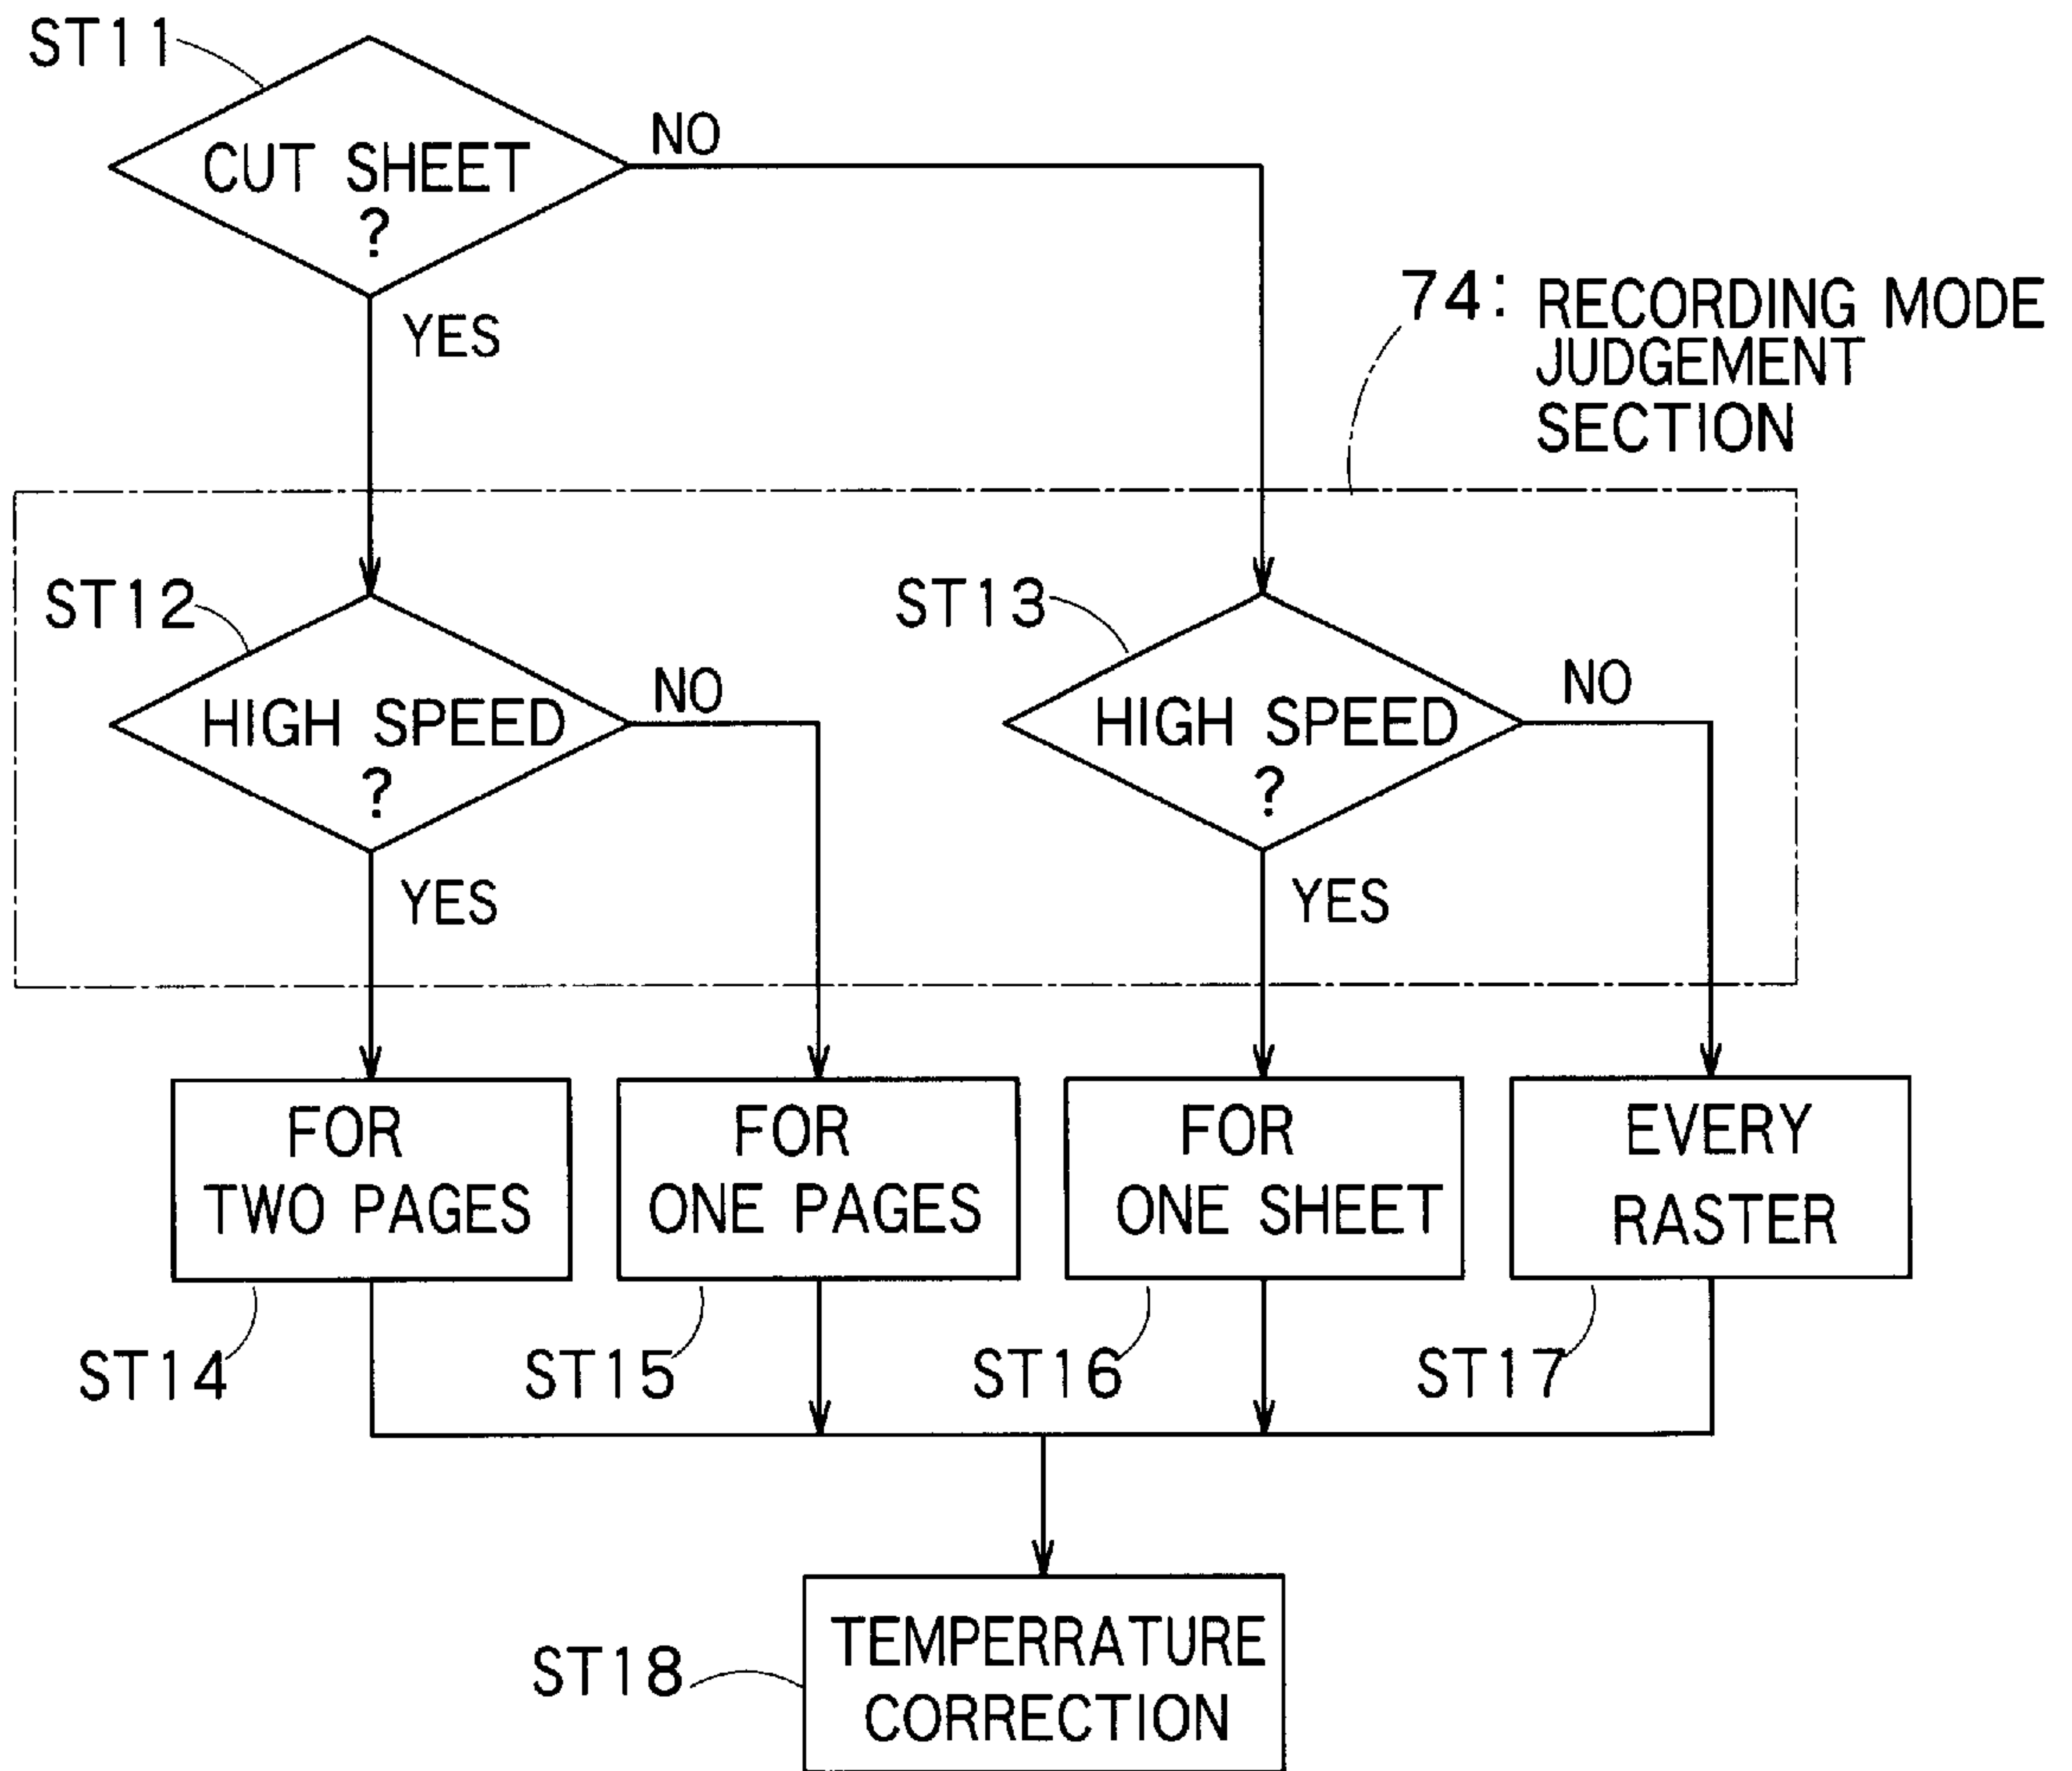 ST11
CUT SHEET
?
NO
YES
74: RECORDING MODE
JUDGEMENT
SECTION
ST12
HIGH SPEED
?
NO
YES
ST13
HIGH SPEED
?
NO
YES
FOR
TWO PAGES
FOR
ONE PAGES
FOR
ONE SHEET
EVERY
RASTER
ST14
ST15
ST16
ST17
ST18
TEMPERRATURE
CORRECTION